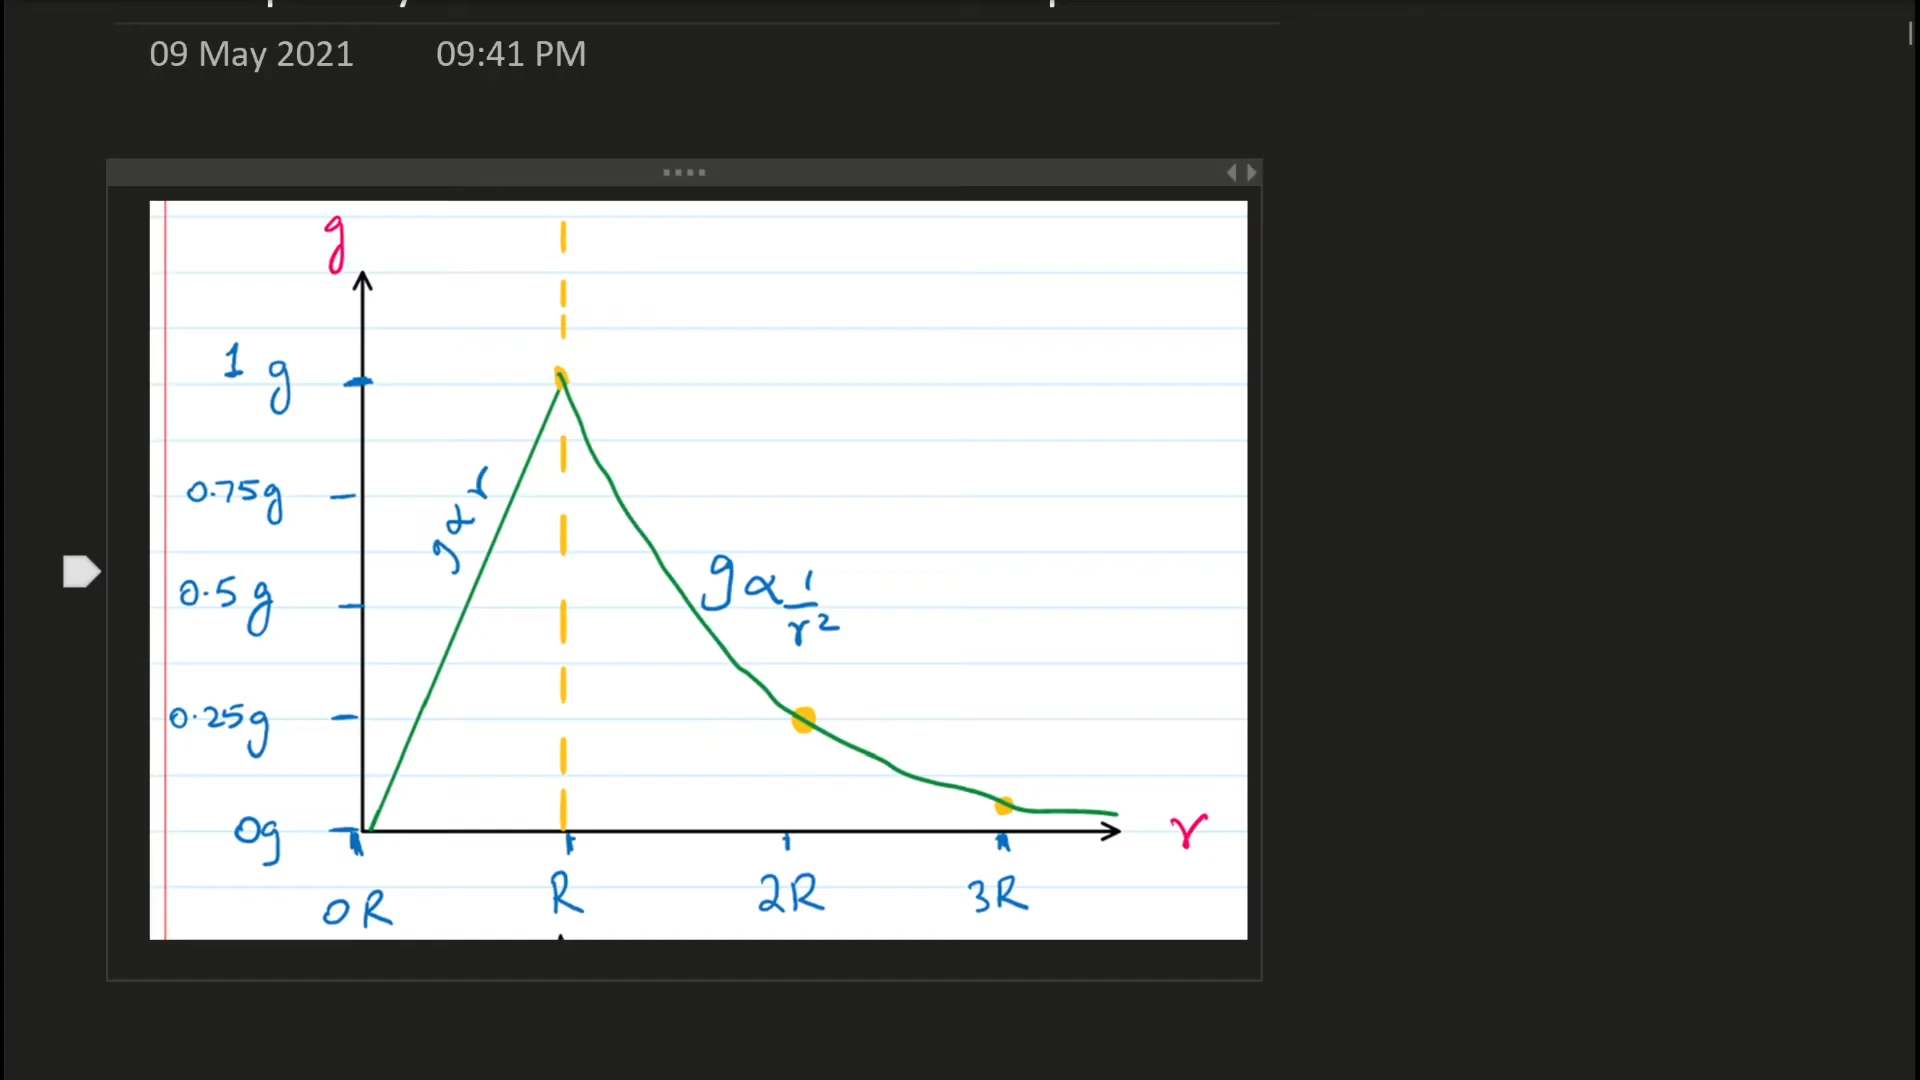 09 May 2021 09:41 PM
g
1 g
0.75g
g α r
0.5 g
g α 1/r²
0.25g
0g
r
0R R 2R 3R